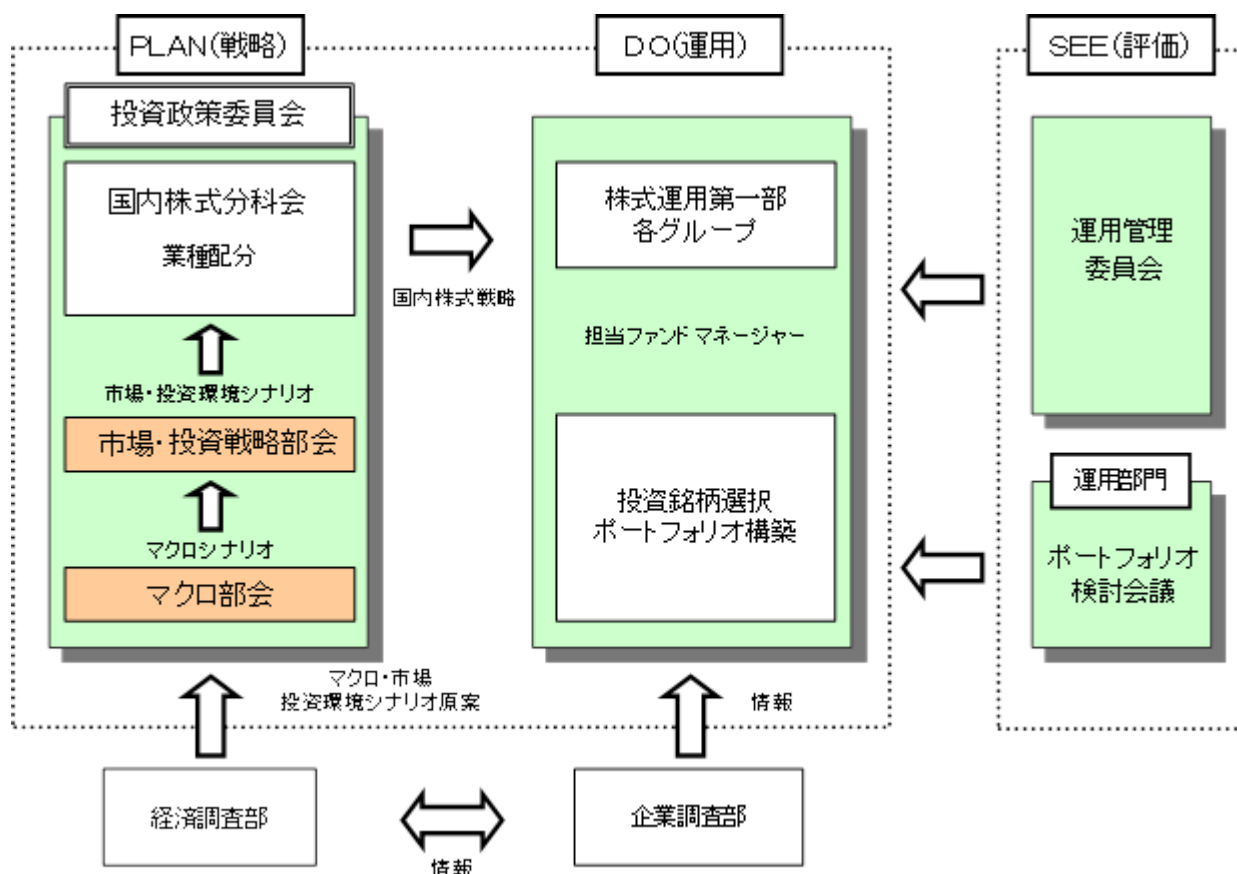 PLAN(戦略)
DO(運用)
SEE(評価)
投資政策委員会
国内株式分科会
業種配分
市場・投資環境シナリオ
市場・投資戦略部会
マクロシナリオ
マクロ部会
国内株式戦略
株式運用第一部
各グループ
担当ファンドマネージャー
投資銘柄選択
ポートフォリオ構築
運用管理
委員会
運用部門
ポートフォリオ
検討会議
マクロ・市場
投資環境シナリオ原案
情報
経済調査部
企業調査部
情報